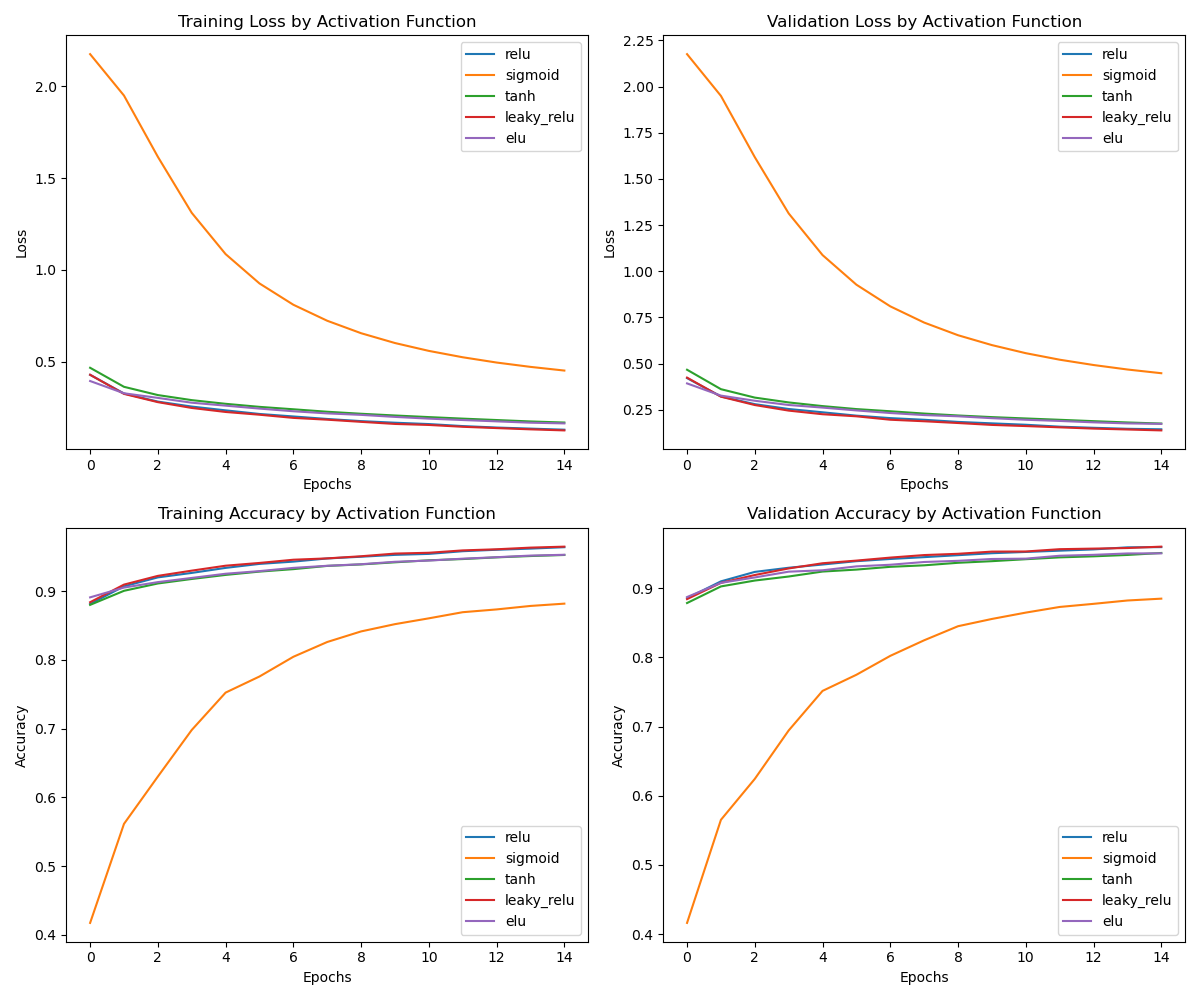 Training Loss by Activation Function
Loss
2.0
1.5
1.0
0.5
relu
sigmoid
tanh
leaky_relu
elu
0 2 4 6 8 10 12 14
Epochs
Validation Loss by Activation Function
Loss
2.25
2.00
1.75
1.50
1.25
1.00
0.75
0.50
0.25
relu
sigmoid
tanh
leaky_relu
elu
0 2 4 6 8 10 12 14
Epochs
Training Accuracy by Activation Function
Accuracy
0.9
0.8
0.7
0.6
0.5
0.4
relu
sigmoid
tanh
leaky_relu
elu
0 2 4 6 8 10 12 14
Epochs
Validation Accuracy by Activation Function
Accuracy
0.9
0.8
0.7
0.6
0.5
0.4
relu
sigmoid
tanh
leaky_relu
elu
0 2 4 6 8 10 12 14
Epochs